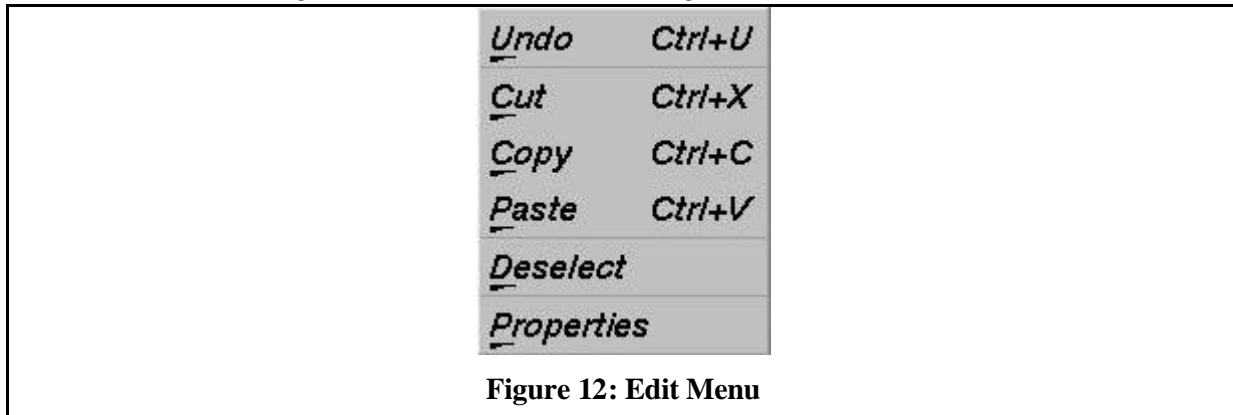 Undo Ctrl+U
Cut Ctrl+X
Copy Ctrl+C
Paste Ctrl+V
Deselect
Properties
Figure 12: Edit Menu